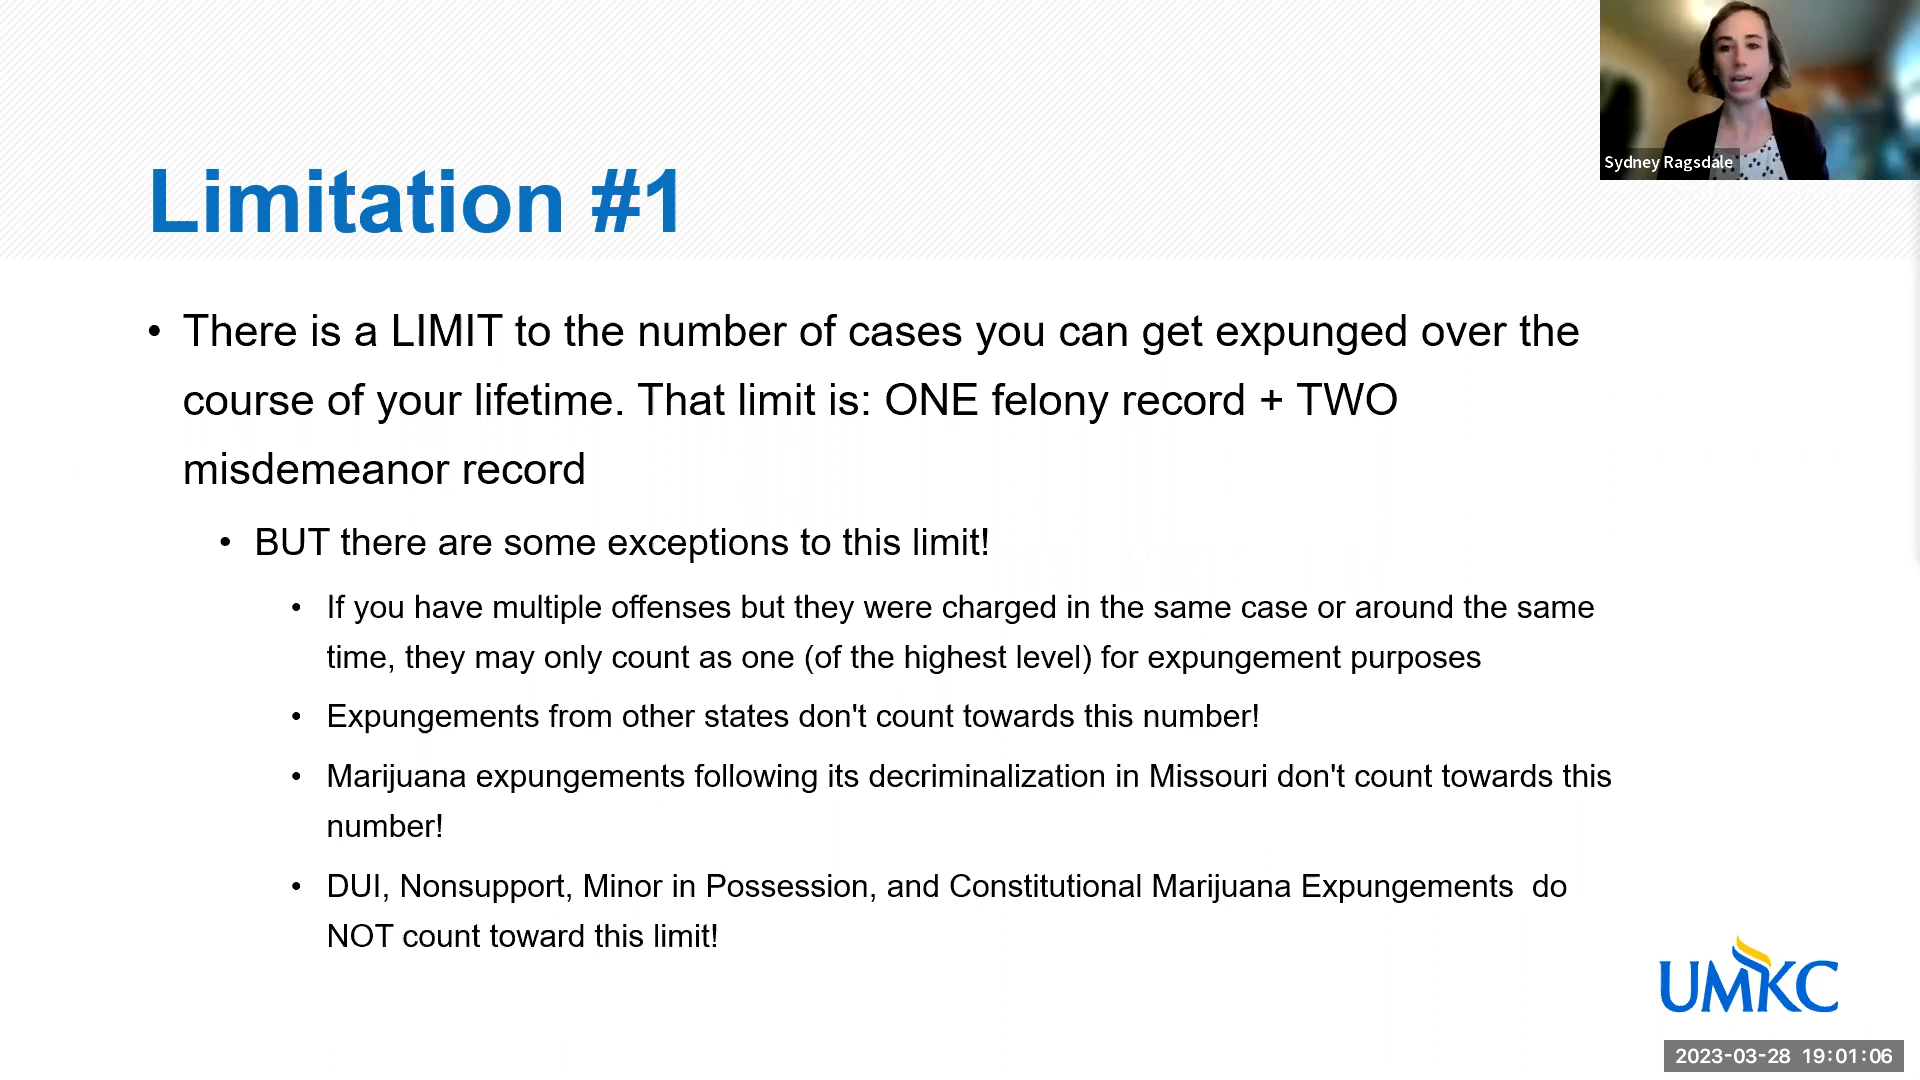 Sydney Ragsdale
Limitation #1
• There is a LIMIT to the number of cases you can get expunged over the
course of your lifetime. That limit is: ONE felony record + TWO
misdemeanor record
• BUT there are some exceptions to this limit!
• If you have multiple offenses but they were charged in the same case or around the same
time, they may only count as one (of the highest level) for expungement purposes
• Expungements from other states don't count towards this number!
• Marijuana expungements following its decriminalization in Missouri don't count towards this
number!
• DUI, Nonsupport, Minor in Possession, and Constitutional Marijuana Expungements  do
NOT count toward this limit!
UMKC
2023-03-28 19:01:06